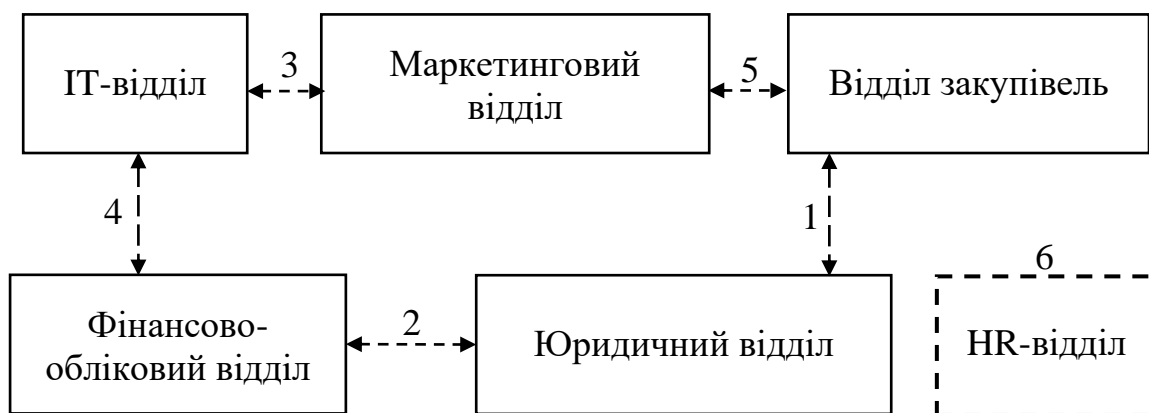 ІТ-відділ
3
Маркетинговий
відділ
5
Відділ закупівель
4
1
6
Фінансово-
обліковий відділ
2
Юридичний відділ
HR-відділ